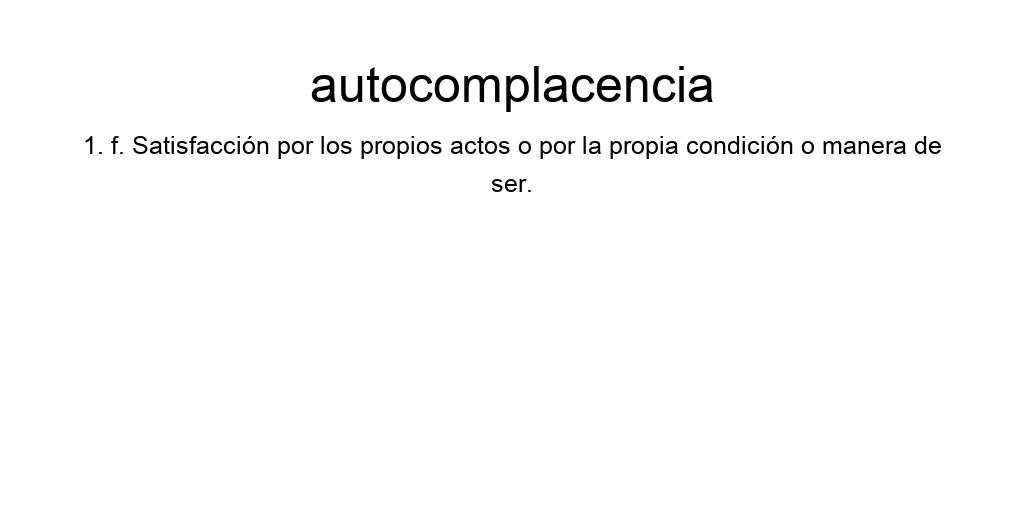 autocomplacencia
1. f. Satisfacción por los propios actos o por la propia condición o manera de
ser.